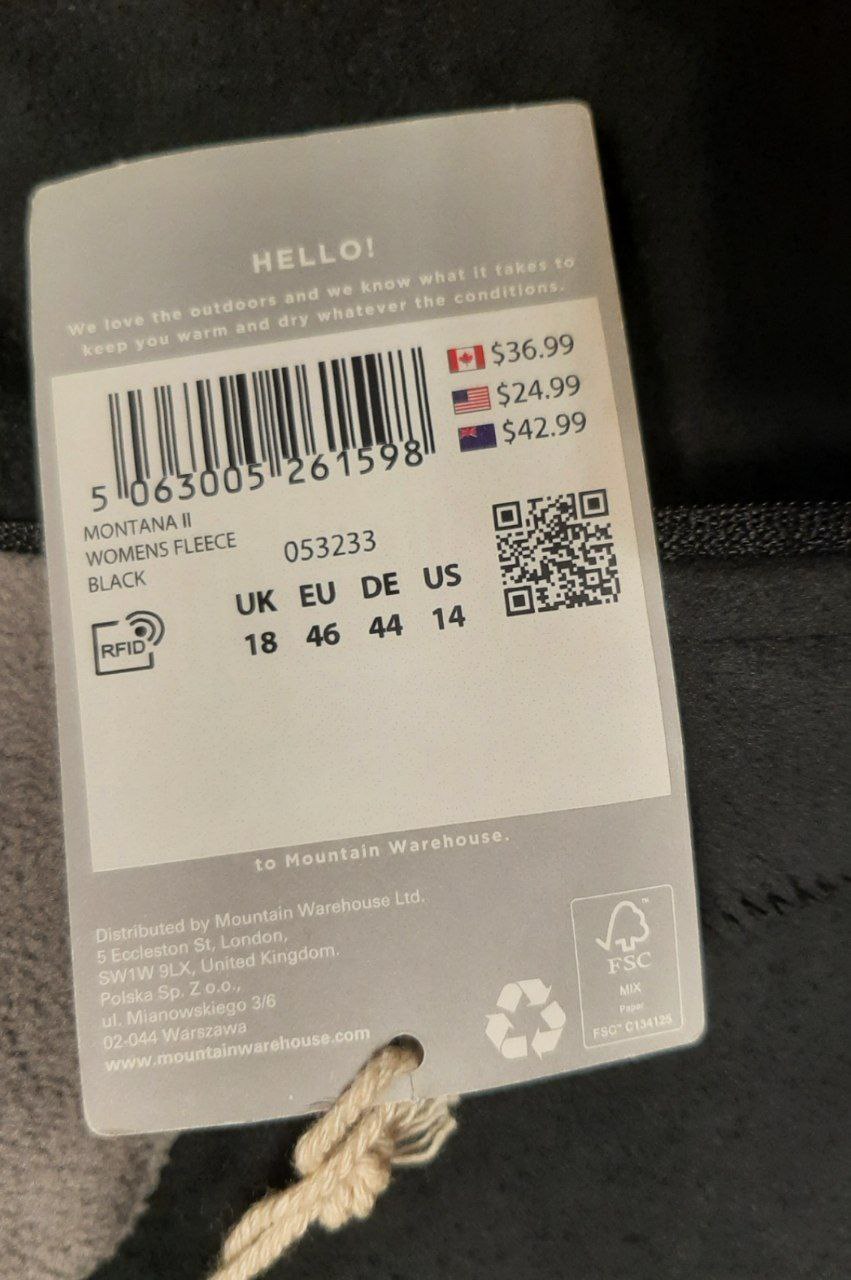 HELLO!
We love the outdoors and we know what it takes to
keep you warm and dry whatever the conditions.
$36.99
$24.99
$42.99
5 063005 261598
MONTANA II
WOMENS FLEECE
BLACK
053233
RFID
UK EU DE US
18 46 44 14
to Mountain Warehouse.
Distributed by Mountain Warehouse Ltd.
5 Eccleston St, London,
SW1W 9LX, United Kingdom.
Polska Sp. Z o.o.,
ul. Mianowskiego 3/6
02-044 Warszawa
www.mountainwarehouse.com
™
FSC
MIX
Paper
FSC™ C134125